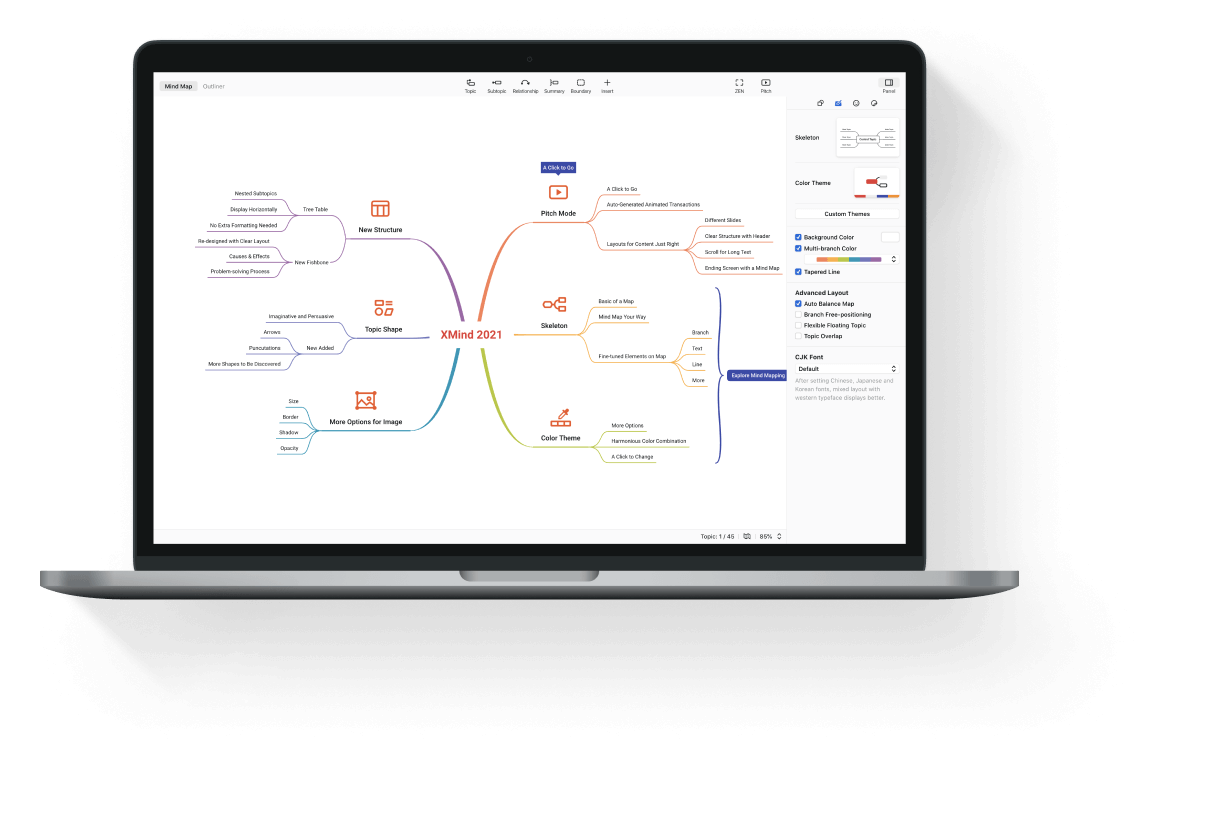 Mind Map
Outliner
Topic
Subtopic
Relationship
Summary
Boundary
Insert
ZEN
Pitch
Panel
A Click to Go
Pitch Mode
A Click to Go
Auto-Generated Animated Transactions
Layouts for Content Just Right
Different Slides
Clear Structure with Header
Scroll for Long Text
Ending Screen with a Mind Map
Nested Subtopics
Display Horizontally
No Extra Formatting Needed
Tree Table
New Structure
Re-designed with Clear Layout
Causes & Effects
Problem-solving Process
New Fishbone
Imaginative and Persuasive
Topic Shape
Arrows
Puncutations
More Shapes to Be Discovered
New Added
XMind 2021
Skeleton
Basic of a Map
Mind Map Your Way
Fine-tuned Elements on Map
Branch
Text
Line
More
Explore Mind Mapping
Size
Border
Shadow
Opacity
More Options for Image
Color Theme
More Options
Harmonious Color Combination
A Click to Change
Skeleton
Central Topic
Color Theme
Custom Themes
Background Color
Multi-branch Color
Tapered Line
Advanced Layout
Auto Balance Map
Branch Free-positioning
Flexible Floating Topic
Topic Overlap
CJK Font
Default
After setting Chinese, Japanese and
Korean fonts, mixed layout with
western typeface displays better.
Topic: 1 / 45
85%